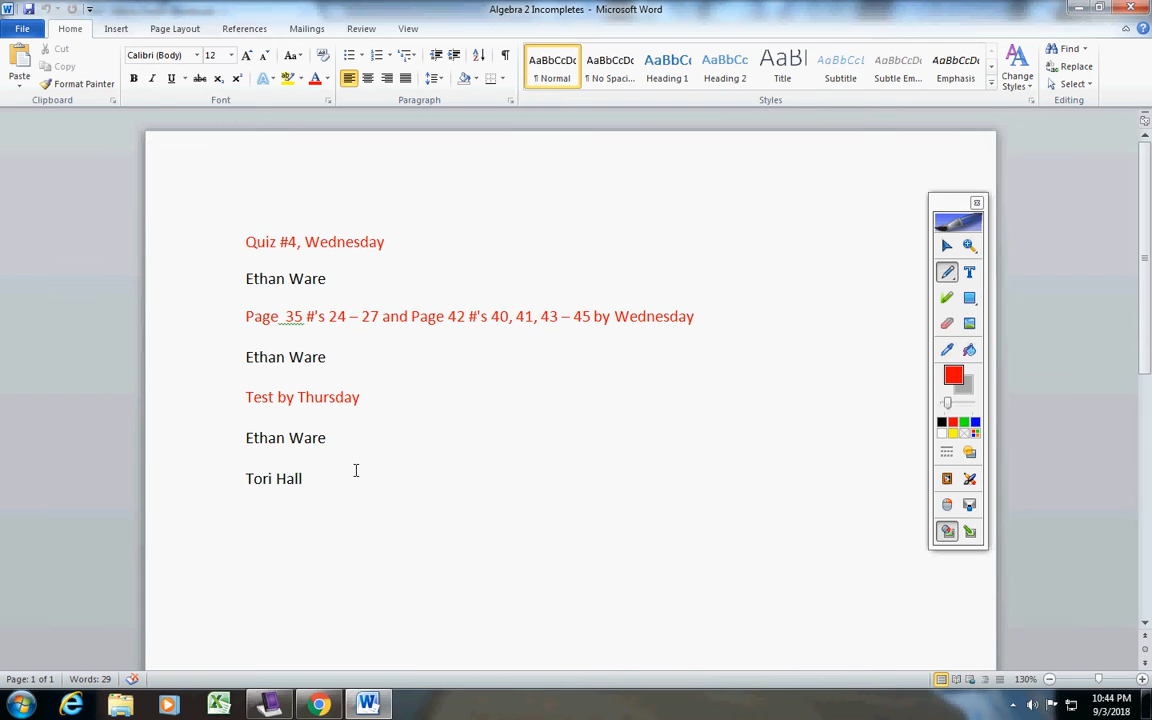 Algebra 2 Incompletes - Microsoft Word
File Home Insert Page Layout References Mailings Review View
Paste
Cut
Copy
Format Painter
Clipboard
Calibri (Body) 12
Font
Paragraph
AaBbCcDc AaBbCcDc AaBbC AaBbCc AaBl AaBbCcl AaBbCcDc AaBbCcDc
¶ Normal ¶ No Spaci... Heading 1 Heading 2 Title Subtitle Subtle Em... Emphasis
Change Styles
Styles
Find
Replace
Select
Editing
Quiz #4, Wednesday
Ethan Ware
Page 35 #'s 24 – 27 and Page 42 #'s 40, 41, 43 – 45 by Wednesday
Ethan Ware
Test by Thursday
Ethan Ware
Tori Hall
Page: 1 of 1 Words: 29 130%
10:44 PM
9/3/2018